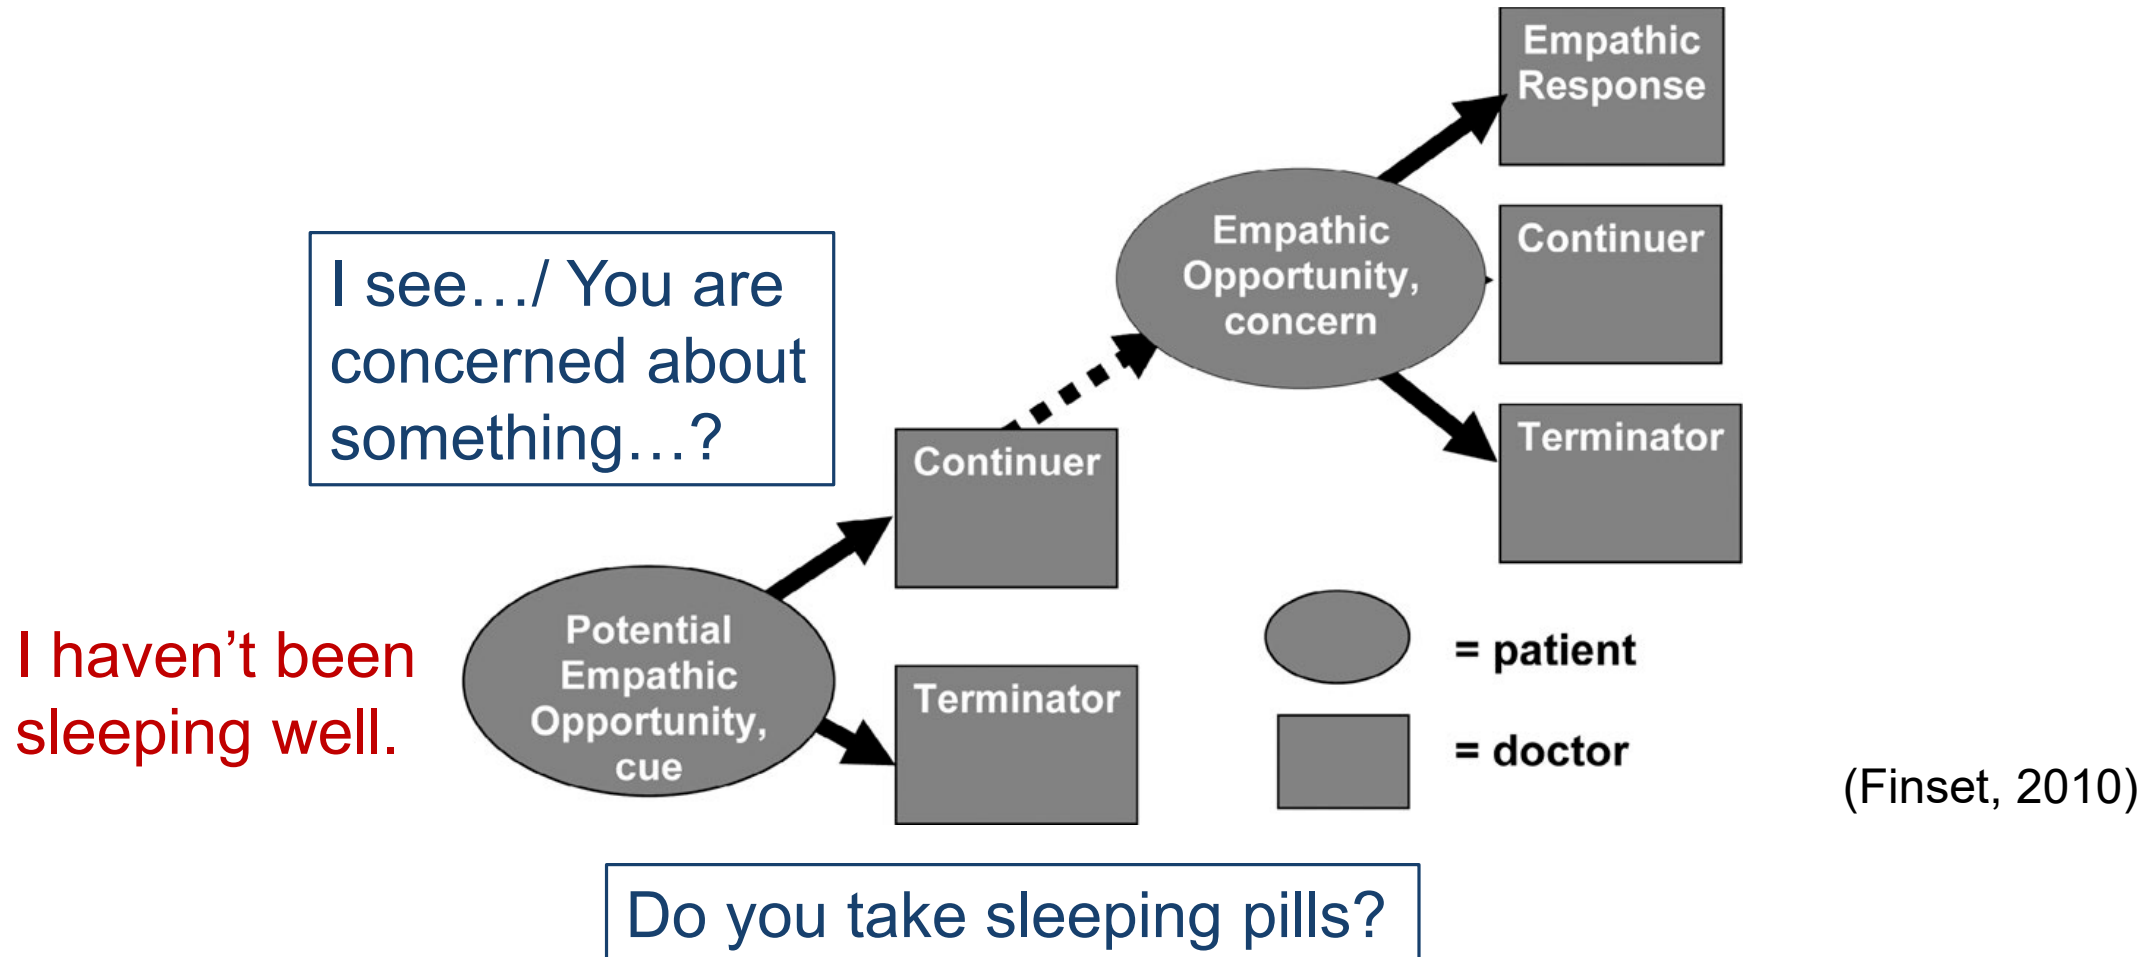 Empathic
Response
Empathic
Opportunity,
concern
Continuer
Terminator
I see.../ You are
concerned about
something...?
Continuer
I haven't been
sleeping well.
Potential
Empathic
Opportunity,
cue
Terminator
= patient
= doctor
(Finset, 2010)
Do you take sleeping pills?